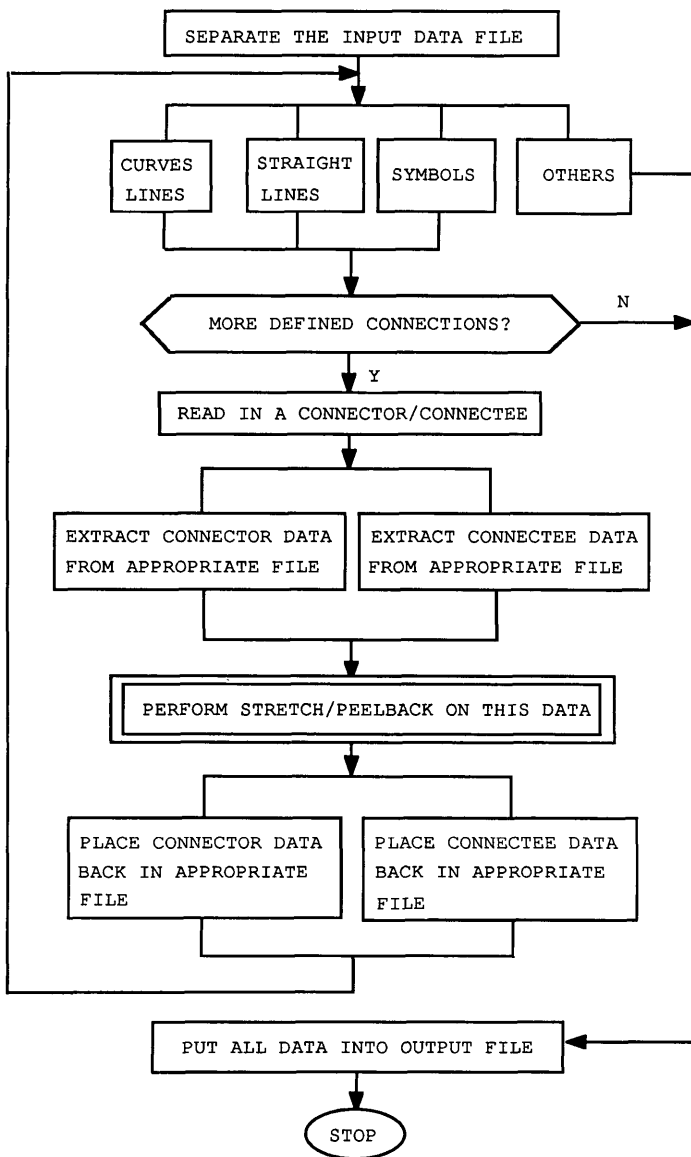 SEPARATE THE INPUT DATA FILE
CURVES
LINES
STRAIGHT
LINES
SYMBOLS
OTHERS
MORE DEFINED CONNECTIONS?
N
Y
READ IN A CONNECTOR/CONNECTEE
EXTRACT CONNECTOR DATA
FROM APPROPRIATE FILE
EXTRACT CONNECTEE DATA
FROM APPROPRIATE FILE
PERFORM STRETCH/PEELBACK ON THIS DATA
PLACE CONNECTOR DATA
BACK IN APPROPRIATE
FILE
PLACE CONNECTEE DATA
BACK IN APPROPRIATE
FILE
PUT ALL DATA INTO OUTPUT FILE
STOP